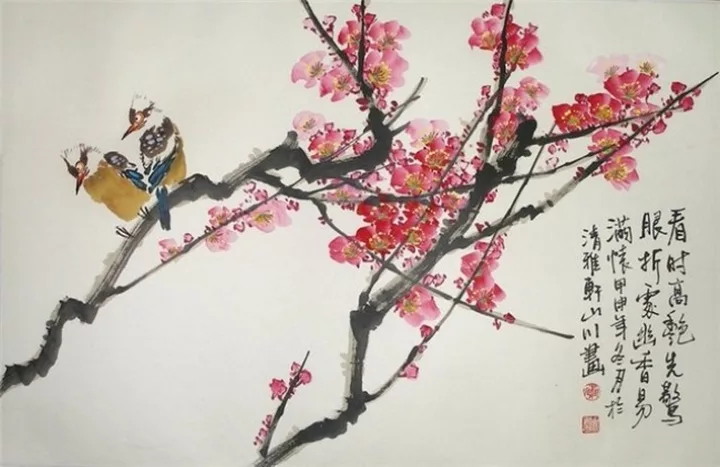 看时高艳先惊
眼折处幽香易
满怀甲申年冬月于
清雅轩山川画